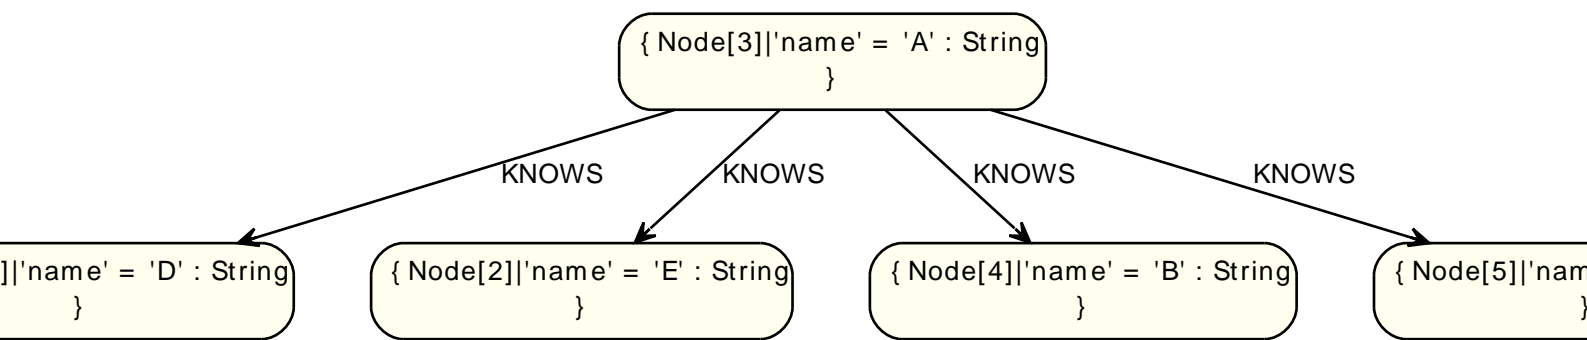 { Node[3]|'name' = 'A' : String
}
KNOWS KNOWS KNOWS KNOWS
]|'name' = 'D' : String { Node[2]|'name' = 'E' : String { Node[4]|'name' = 'B' : String { Node[5]|'nam
} } } }